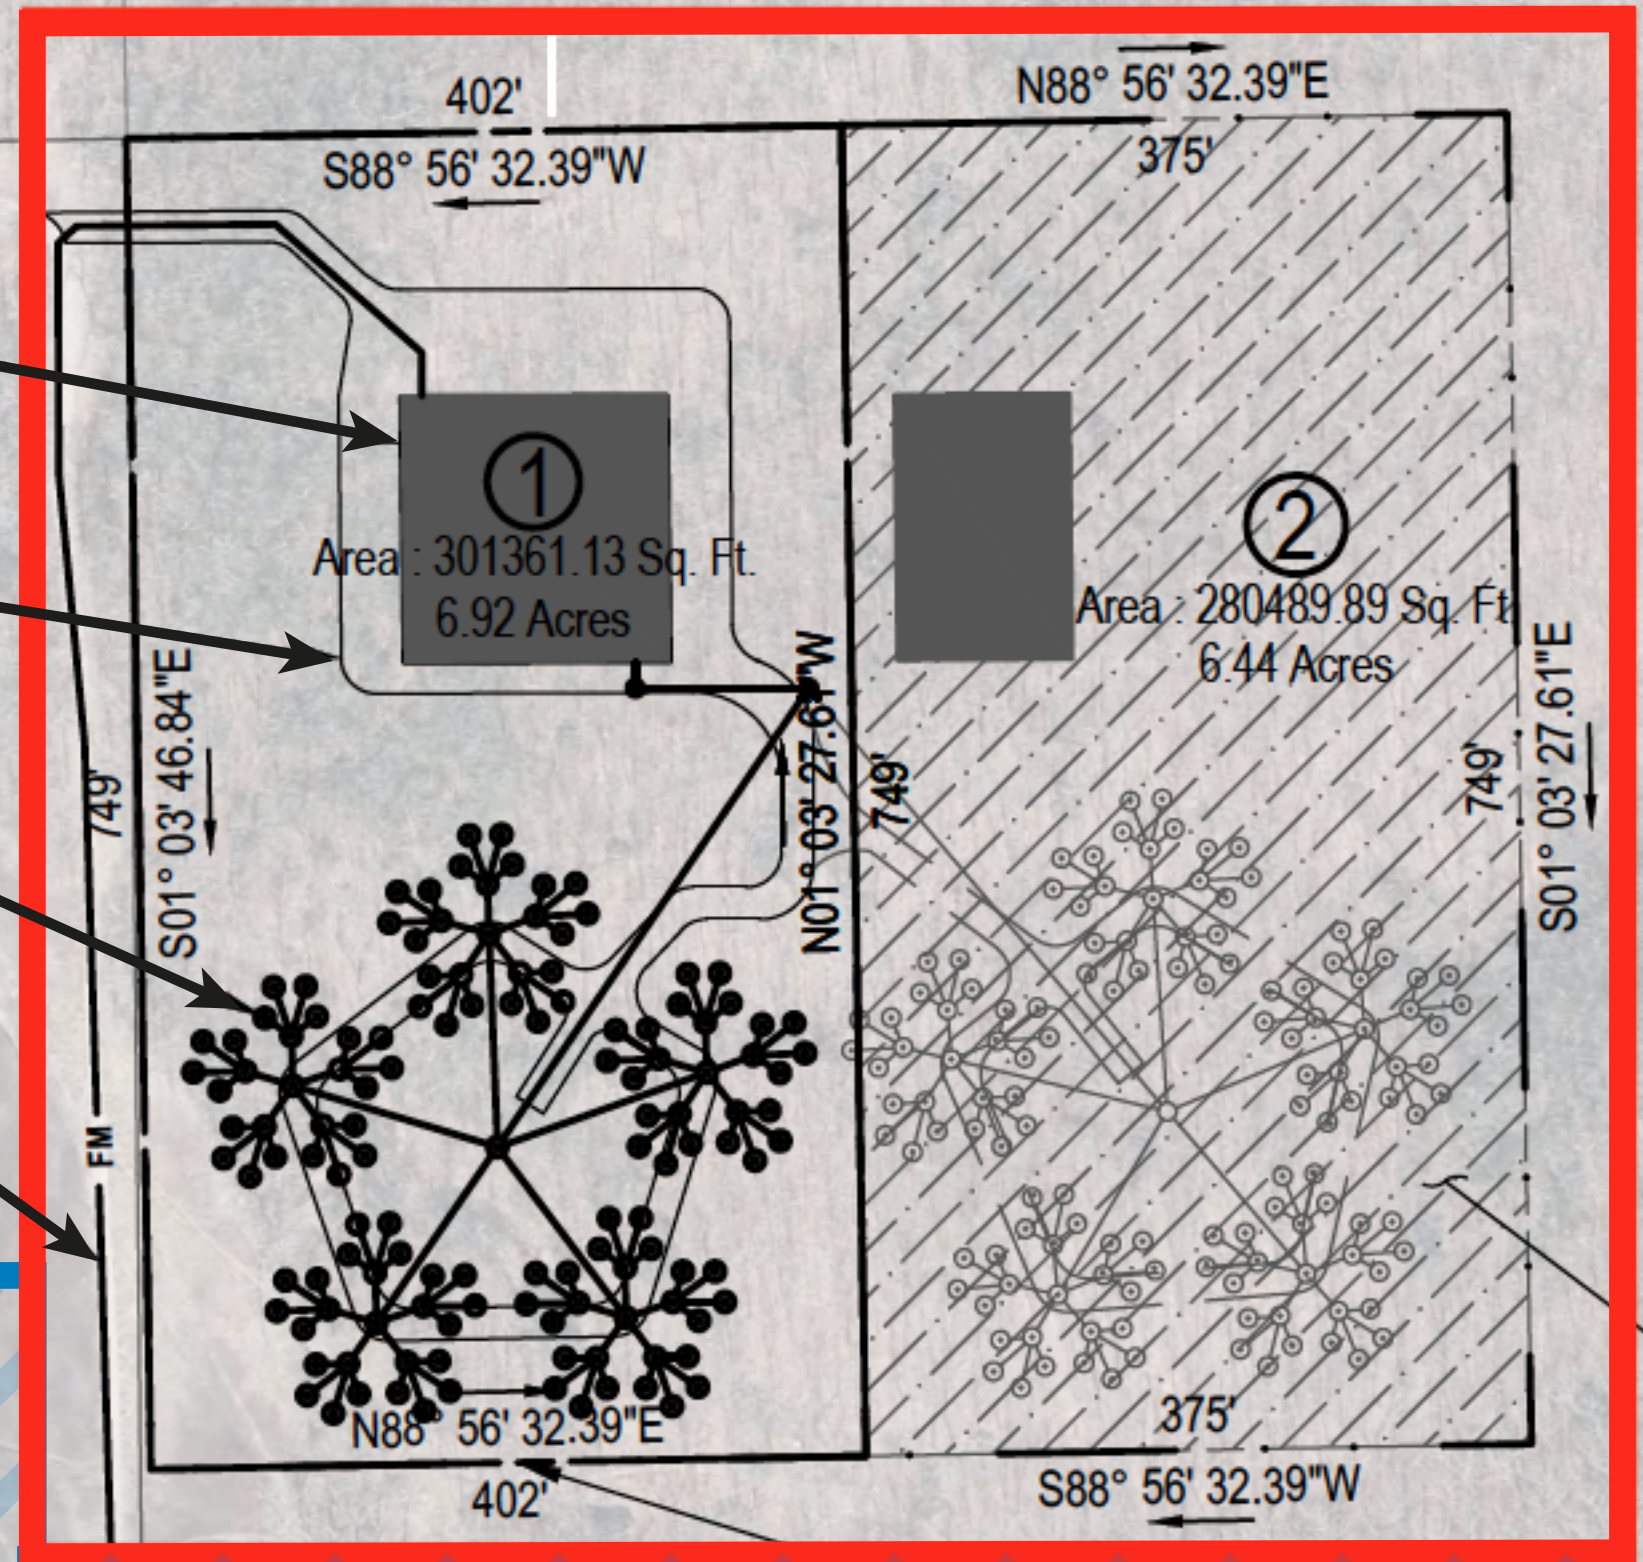 402'
N88° 56' 32.39"E
S88° 56' 32.39"W
375'
1
Area : 301361.13 Sq. Ft.
6.92 Acres
2
Area : 280489.89 Sq. Ft
6.44 Acres
749'
S01° 03' 46.84"E
N01° 03' 27.61"W
749'
749'
S01° 03' 27.61"E
FM
N88° 56' 32.39"E
402'
375'
S88° 56' 32.39"W